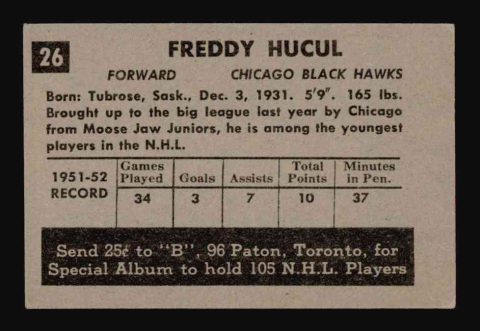 26
FREDDY HUCUL
FORWARD CHICAGO BLACK HAWKS
Born: Tubrose, Sask., Dec. 3, 1931. 5'9". 165 lbs.
Brought up to the big league last year by Chicago
from Moose Jaw Juniors, he is among the youngest
players in the N.H.L.
1951-52 RECORD
Games Played Goals Assists Total Points Minutes in Pen.
34 3 7 10 37
Send 25¢ to "B", 96 Paton, Toronto, for
Special Album to hold 105 N.H.L. Players